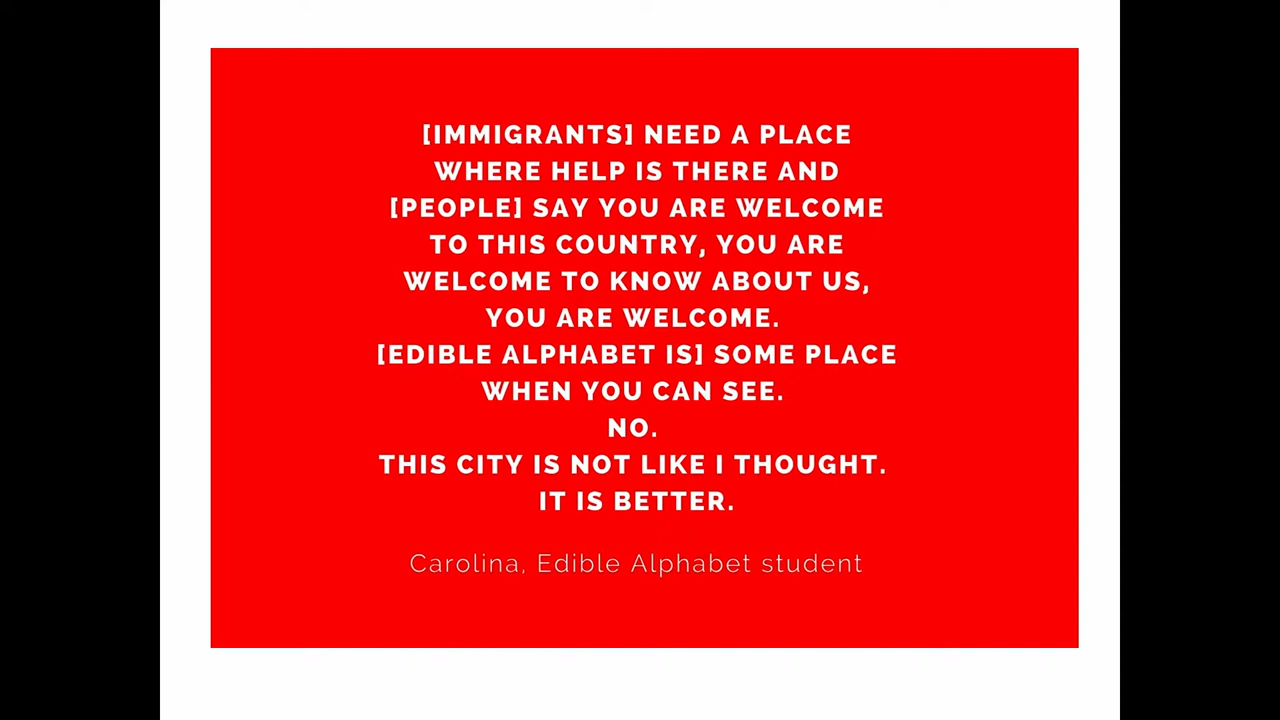 [IMMIGRANTS] NEED A PLACE
WHERE HELP IS THERE AND
[PEOPLE] SAY YOU ARE WELCOME
TO THIS COUNTRY, YOU ARE
WELCOME TO KNOW ABOUT US,
YOU ARE WELCOME.
[EDIBLE ALPHABET IS] SOME PLACE
WHEN YOU CAN SEE.
NO.
THIS CITY IS NOT LIKE I THOUGHT.
IT IS BETTER.
Carolina, Edible Alphabet student